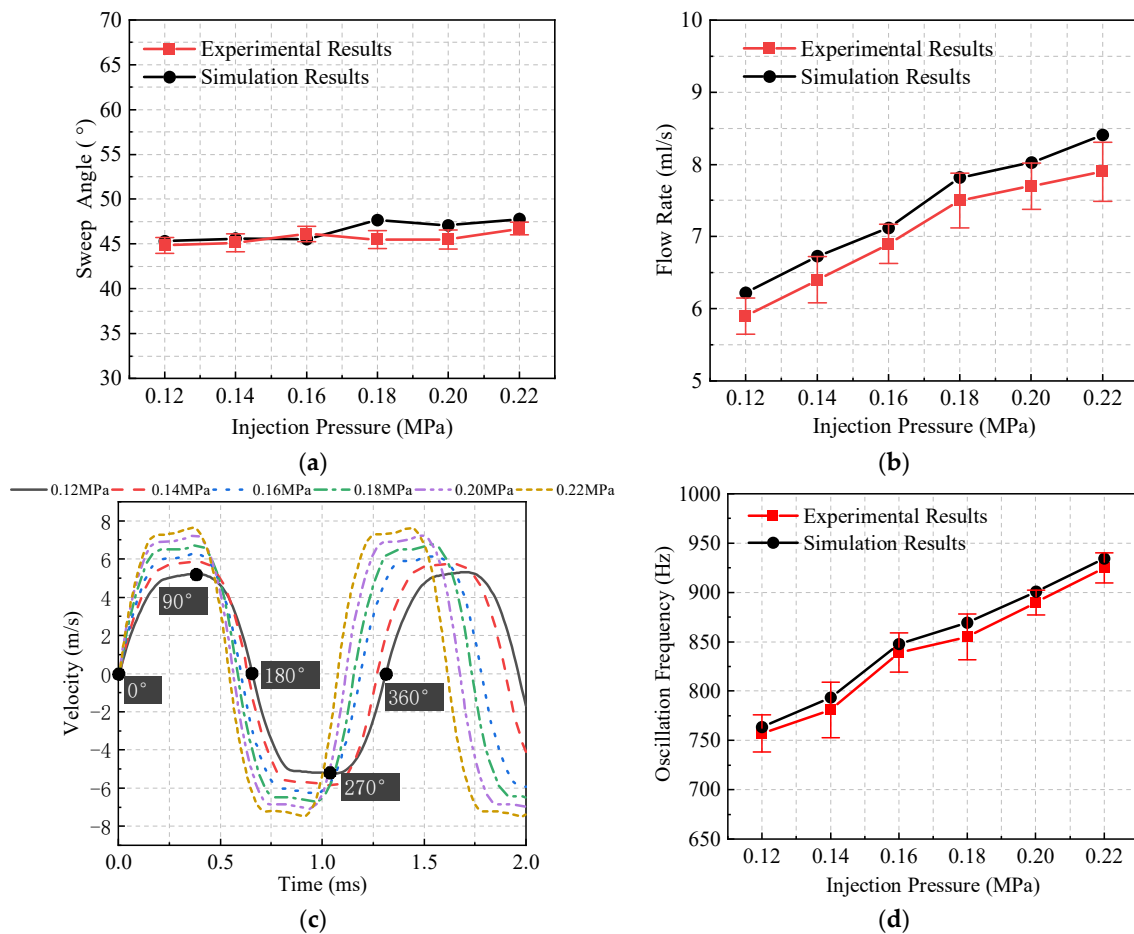 70
65
60
55
50
45
40
35
30
Sweep Angle ( ° )
Experimental Results
Simulation Results
0.12 0.14 0.16 0.18 0.20 0.22
Injection Pressure (MPa)
(a)
10
9
8
7
6
5
Flow Rate (ml/s)
Experimental Results
Simulation Results
0.12 0.14 0.16 0.18 0.20 0.22
Injection Pressure (MPa)
(b)
0.12MPa 0.14MPa 0.16MPa 0.18MPa 0.20MPa 0.22MPa
8
6
4
2
0
−2
−4
−6
−8
Velocity (m/s)
0°
90°
180°
270°
360°
0.0 0.5 1.0 1.5 2.0
Time (ms)
(c)
1000
950
900
850
800
750
700
650
Oscillation Frequency (Hz)
Experimental Results
Simulation Results
0.12 0.14 0.16 0.18 0.20 0.22
Injection Pressure (MPa)
(d)